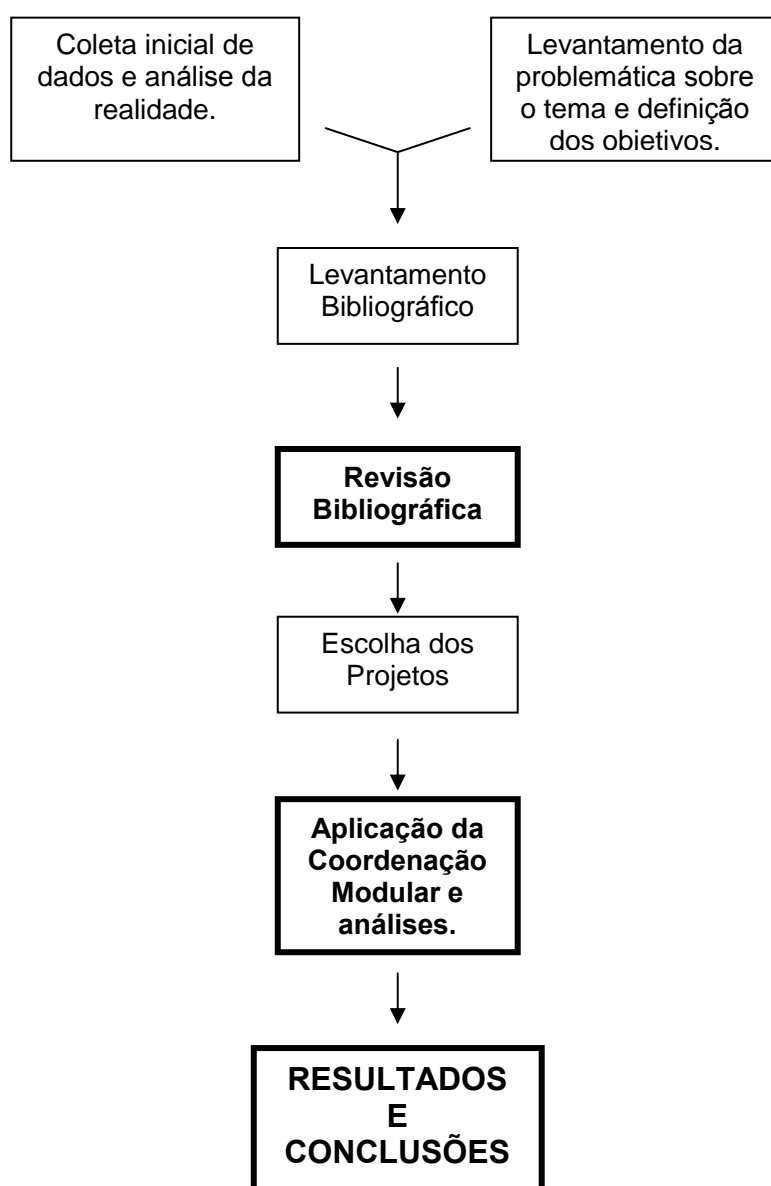 Coleta inicial de
dados e análise da
realidade.
Levantamento da
problemática sobre
o tema e definição
dos objetivos.
Levantamento
Bibliográfico
Revisão
Bibliográfica
Escolha dos
Projetos
Aplicação da
Coordenação
Modular e
análises.
RESULTADOS
E
CONCLUSÕES